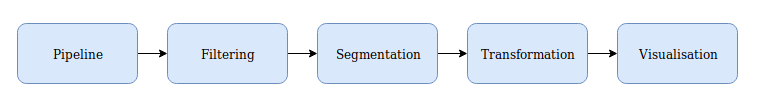 Pipeline
Filtering
Segmentation
Transformation
Visualisation